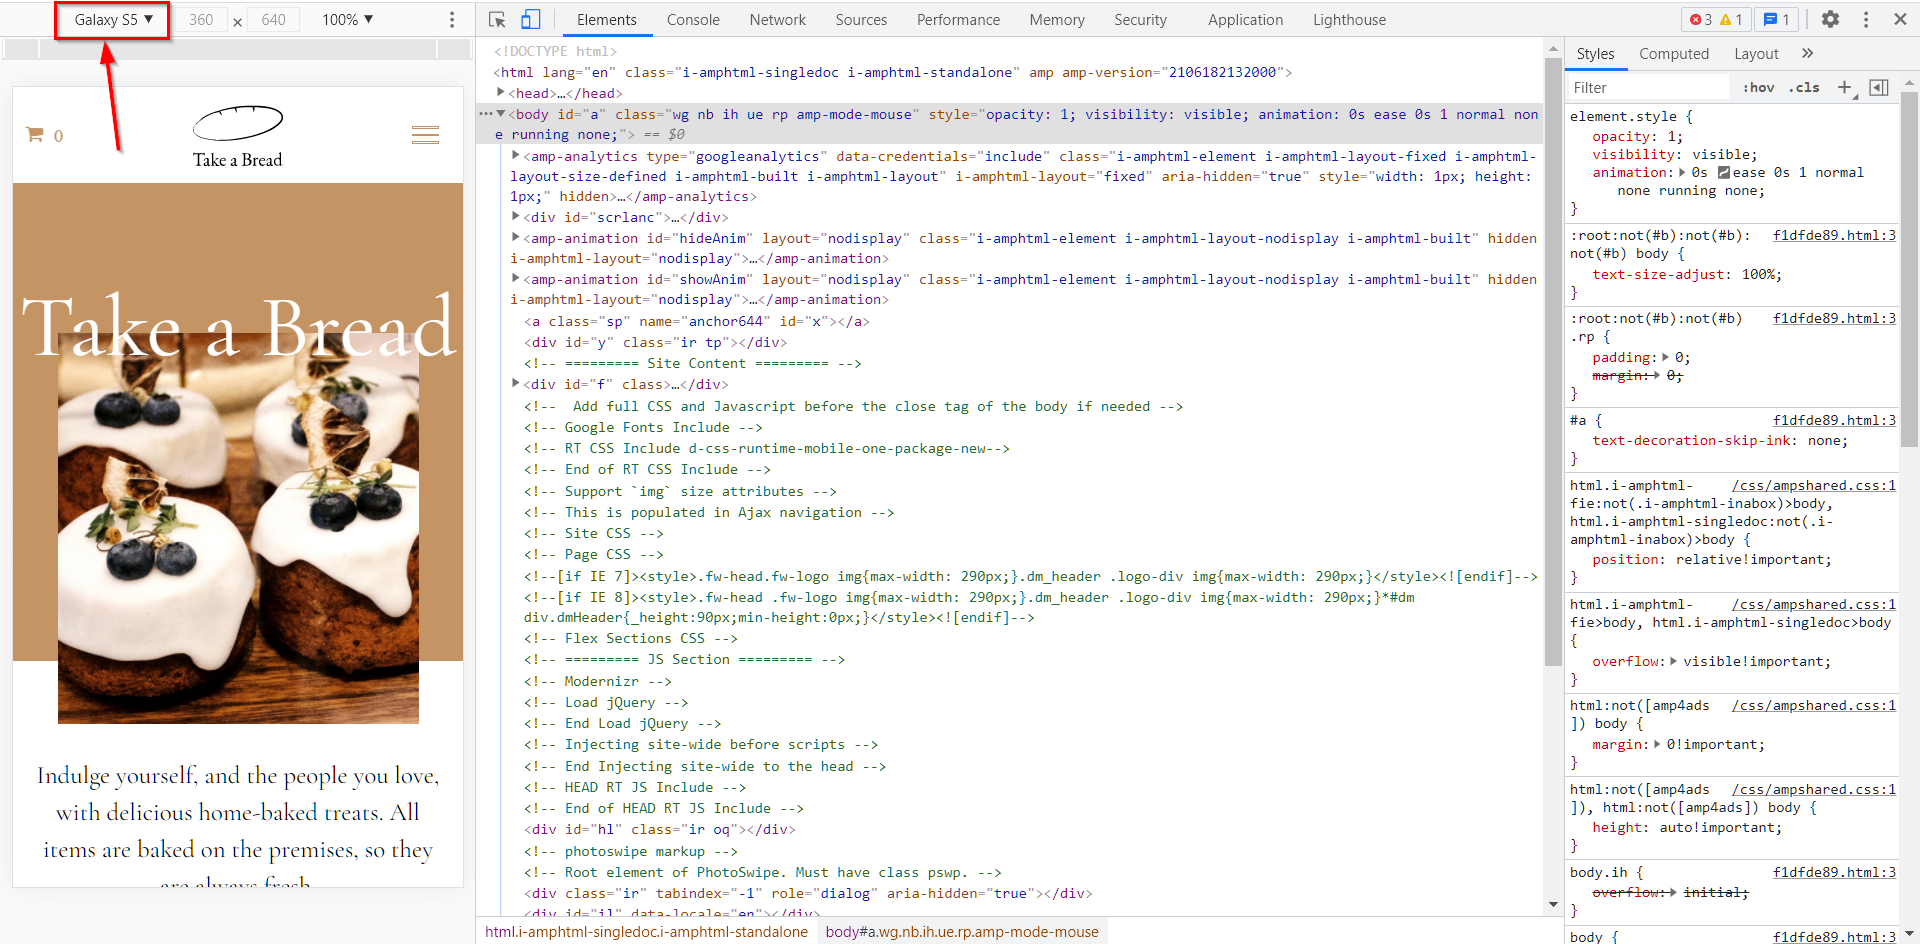 Galaxy S5 ▼ 360 × 640 100% ▼
Elements Console Network Sources Performance Memory Security Application Lighthouse 3 1 1
0
Take a Bread
Take a Bread
Indulge yourself, and the people you love,
with delicious home-baked treats. All
items are baked on the premises, so they
are always fresh
<!DOCTYPE html>
<html lang="en" class="i-amphtml-singledoc i-amphtml-standalone" amp amp-version="2106182132000">
<head>…</head>
<body id="a" class="wg nb ih ue rp amp-mode-mouse" style="opacity: 1; visibility: visible; animation: 0s ease 0s 1 normal non
e running none;"> == $0
<amp-analytics type="googleanalytics" data-credentials="include" class="i-amphtml-element i-amphtml-layout-fixed i-amphtml-
layout-size-defined i-amphtml-built i-amphtml-layout" i-amphtml-layout="fixed" aria-hidden="true" style="width: 1px; height:
1px;" hidden>…</amp-analytics>
<div id="scrlanc">…</div>
<amp-animation id="hideAnim" layout="nodisplay" class="i-amphtml-element i-amphtml-layout-nodisplay i-amphtml-built" hidden
i-amphtml-layout="nodisplay">…</amp-animation>
<amp-animation id="showAnim" layout="nodisplay" class="i-amphtml-element i-amphtml-layout-nodisplay i-amphtml-built" hidden
i-amphtml-layout="nodisplay">…</amp-animation>
<a class="sp" name="anchor644" id="x"></a>
<div id="y" class="ir tp"></div>
<!-- ========= Site Content ========= -->
<div id="f" class>…</div>
<!--  Add full CSS and Javascript before the close tag of the body if needed -->
<!-- Google Fonts Include -->
<!-- RT CSS Include d-css-runtime-mobile-one-package-new-->
<!-- End of RT CSS Include -->
<!-- Support `img` size attributes -->
<!-- This is populated in Ajax navigation -->
<!-- Site CSS -->
<!-- Page CSS -->
<!--[if IE 7]><style>.fw-head.fw-logo img{max-width: 290px;}.dm_header .logo-div img{max-width: 290px;}</style><![endif]-->
<!--[if IE 8]><style>.fw-head .fw-logo img{max-width: 290px;}.dm_header .logo-div img{max-width: 290px;}*#dm
div.dmHeader{_height:90px;min-height:0px;}</style><![endif]-->
<!-- Flex Sections CSS -->
<!-- ========= JS Section ========= -->
<!-- Modernizr -->
<!-- Load jQuery -->
<!-- End Load jQuery -->
<!-- Injecting site-wide before scripts -->
<!-- End Injecting site-wide to the head -->
<!-- HEAD RT JS Include -->
<!-- End of HEAD RT JS Include -->
<div id="hl" class="ir oq"></div>
<!-- photoswipe markup -->
<!-- Root element of PhotoSwipe. Must have class pswp. -->
<div class="ir" tabindex="-1" role="dialog" aria-hidden="true"></div>
<div id="il" data-locale="en"></div>
html.i-amphtml-singledoc.i-amphtml-standalone body#a.wg.nb.ih.ue.rp.amp-mode-mouse
Styles Computed Layout »
Filter :hov .cls +
element.style {
opacity: 1;
visibility: visible;
animation: 0s ease 0s 1 normal
none running none;
}
:root:not(#b):not(#b): f1dfde89.html:3
not(#b) body {
text-size-adjust: 100%;
}
:root:not(#b):not(#b) f1dfde89.html:3
.rp {
padding: 0;
margin: 0;
}
#a { f1dfde89.html:3
text-decoration-skip-ink: none;
}
html.i-amphtml- /css/ampshared.css:1
fie:not(.i-amphtml-inabox)>body,
html.i-amphtml-singledoc:not(.i-
amphtml-inabox)>body {
position: relative!important;
}
html.i-amphtml- /css/ampshared.css:1
fie>body, html.i-amphtml-singledoc>body
{
overflow: visible!important;
}
html:not([amp4ads /css/ampshared.css:1
]) body {
margin: 0!important;
}
html:not([amp4ads /css/ampshared.css:1
]), html:not([amp4ads]) body {
height: auto!important;
}
body.ih { f1dfde89.html:3
overflow: initial;
}
body { f1dfde89.html:3